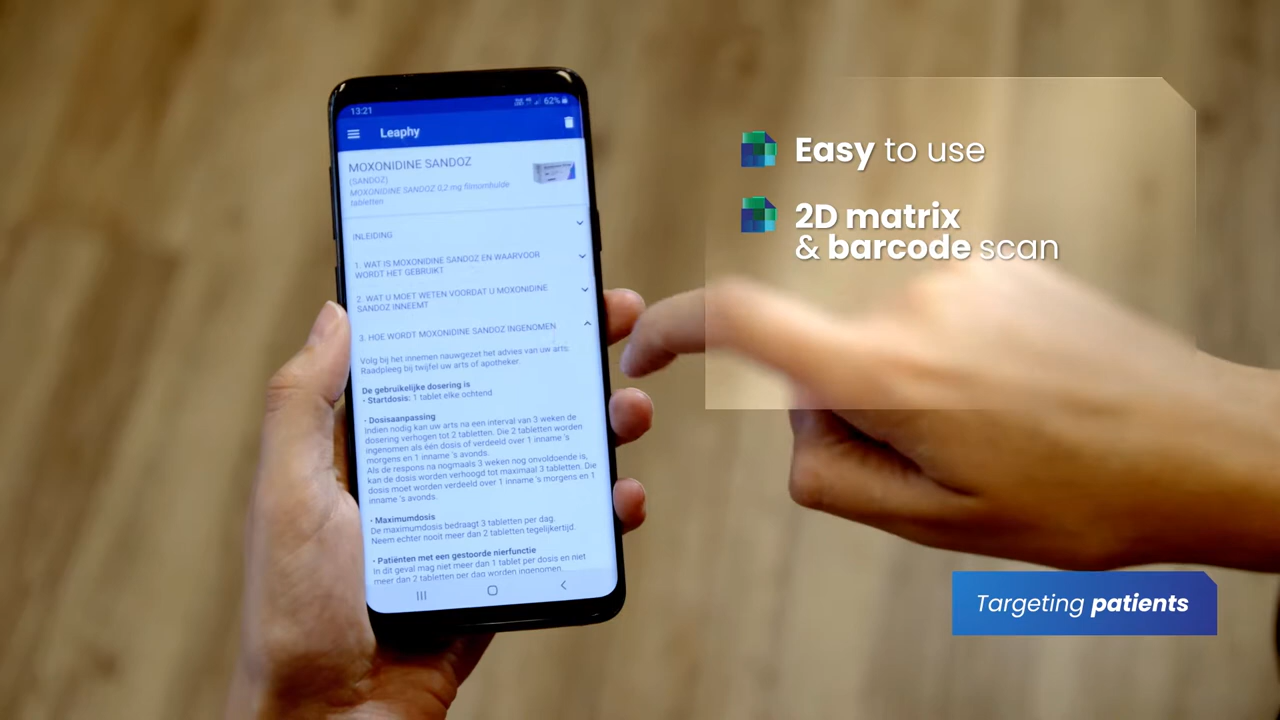 13:21
62%
Leaphy
MOXONIDINE SANDOZ
(SANDOZ)
MOXONIDINE SANDOZ 0,2 mg filmomhulde
tabletten
INLEIDING
1. WAT IS MOXONIDINE SANDOZ EN WAARVOOR
WORDT HET GEBRUIKT
2. WAT U MOET WETEN VOORDAT U MOXONIDINE
SANDOZ INNEEMT
3. HOE WORDT MOXONIDINE SANDOZ INGENOMEN
Volg bij het innemen nauwgezet het advies van uw arts.
Raadpleeg bij twijfel uw arts of apotheker.
De gebruikelijke dosering is
• Startdosis: 1 tablet elke ochtend
• Dosisaanpassing
Indien nodig kan uw arts na een interval van 3 weken de
dosering verhogen tot 2 tabletten. Die 2 tabletten worden
ingenomen als één dosis of verdeeld over 1 inname 's
morgens en 1 inname 's avonds.
Als de respons na nogmaals 3 weken nog onvoldoende is,
kan de dosis worden verhoogd tot maximaal 3 tabletten. Die
dosis moet worden verdeeld over 1 inname 's morgens en 1
inname 's avonds.
• Maximumdosis
De maximumdosis bedraagt 3 tabletten per dag.
Neem echter nooit meer dan 2 tabletten tegelijkertijd.
• Patiënten met een gestoorde nierfunctie
In dit geval mag niet meer dan 1 tablet per dosis en niet
meer dan 2 tabletten per dag worden ingenomen.
Easy to use
2D matrix
& barcode scan
Targeting patients